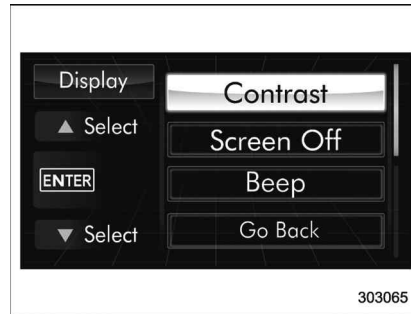 Display
▲ Select
ENTER
▼ Select
Contrast
Screen Off
Beep
Go Back
303065